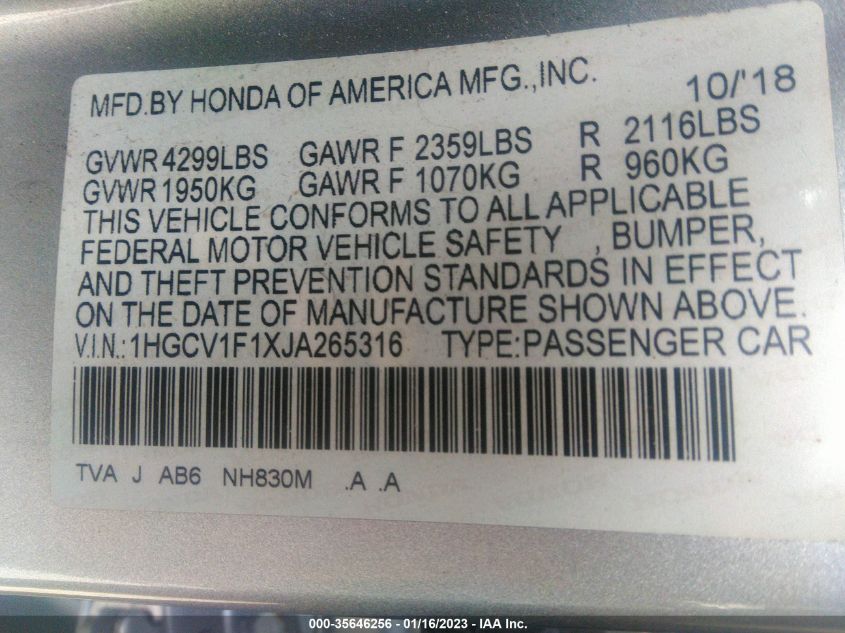 MFD.BY HONDA OF AMERICA MFG.,INC. 10/'18
GVWR 4299LBS GAWR F 2359LBS R 2116LBS
GVWR 1950KG GAWR F 1070KG R 960KG
THIS VEHICLE CONFORMS TO ALL APPLICABLE
FEDERAL MOTOR VEHICLE SAFETY , BUMPER,
AND THEFT PREVENTION STANDARDS IN EFFECT
ON THE DATE OF MANUFACTURE SHOWN ABOVE.
V.I.N.:1HGCV1F1XJA265316 TYPE:PASSENGER CAR
TVA J AB6 NH830M .A .A
000-35646256 - 01/16/2023 - IAA Inc.